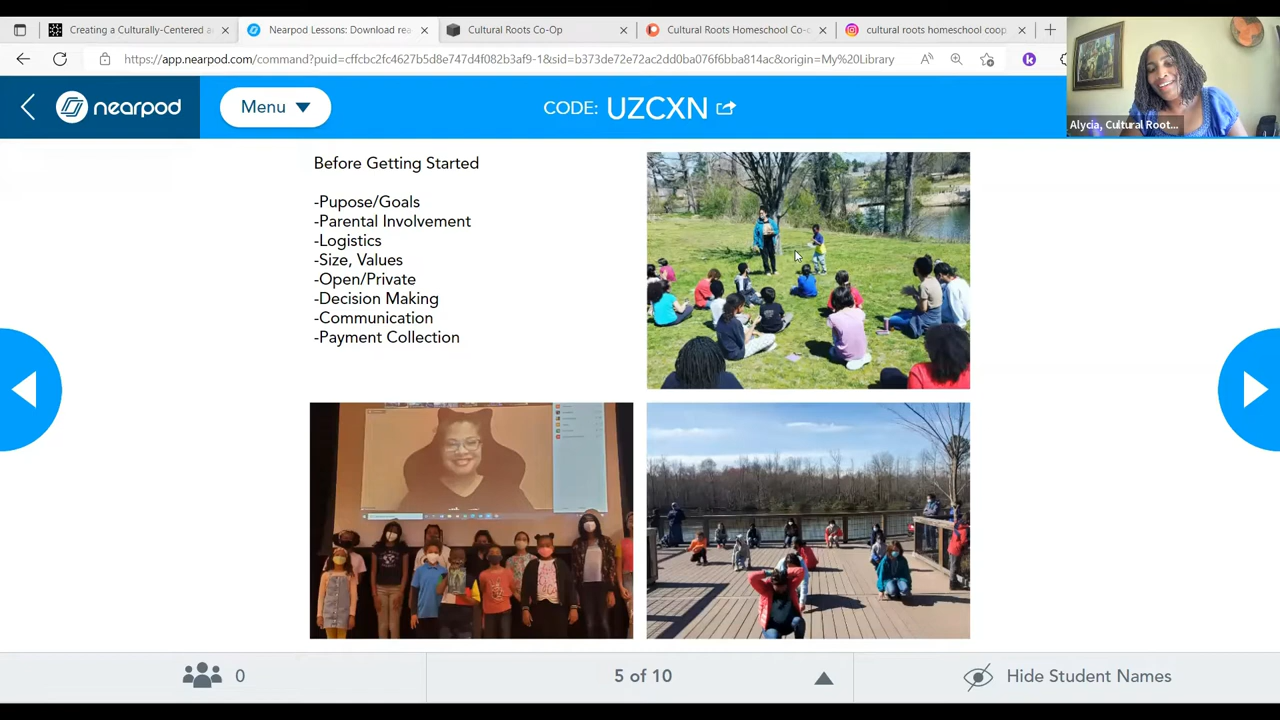 Creating a Culturally-Centered a
Nearpod Lessons: Download rea
Cultural Roots Co-Op
Cultural Roots Homeschool Co-o
cultural roots homeschool coop
https://app.nearpod.com/command?puid=cffcbc2fc4627b5d8e747d4f082b3af9-1&sid=b373de72e72ac2dd0ba076f6bba814ac&origin=My%20Library
nearpod
Menu
CODE: UZCXN
Alycia, Cultural Root...
Before Getting Started
-Pupose/Goals
-Parental Involvement
-Logistics
-Size, Values
-Open/Private
-Decision Making
-Communication
-Payment Collection
0
5 of 10
Hide Student Names